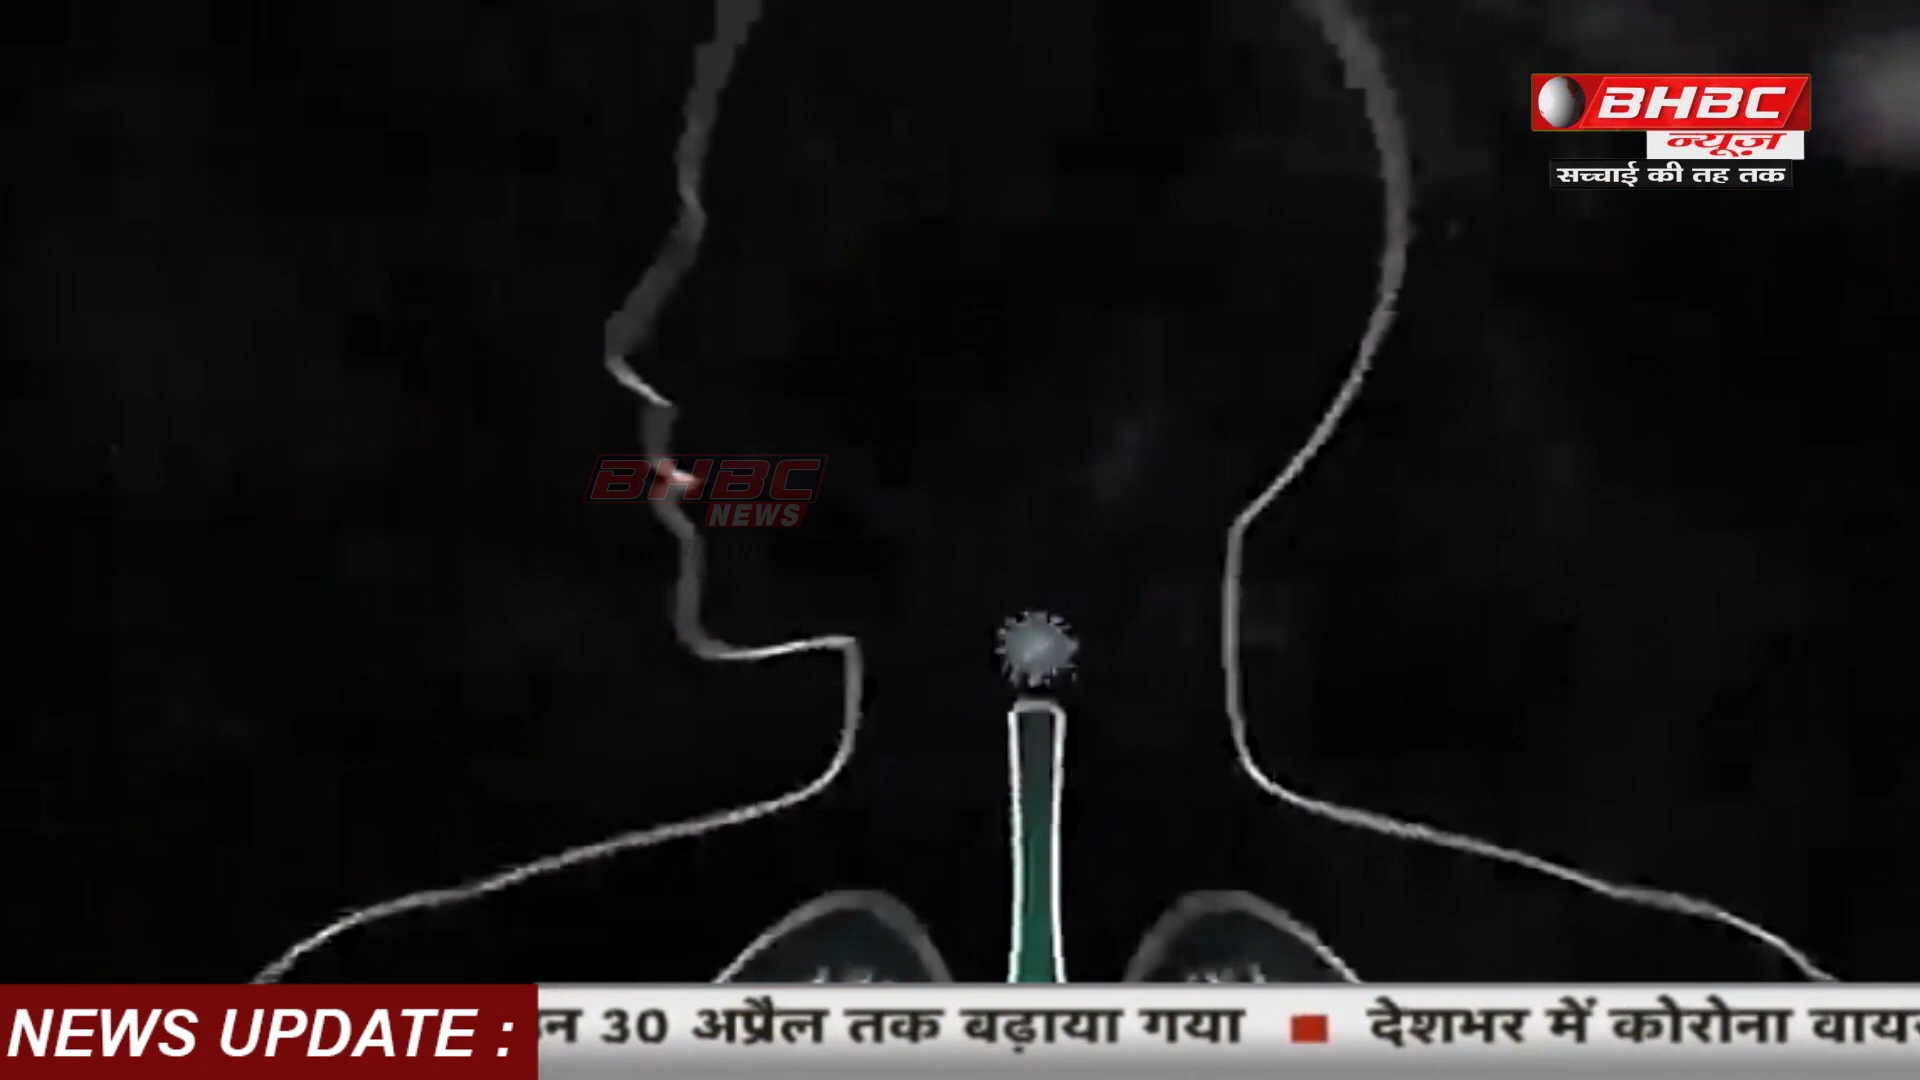 BHBC
न्यूज़
सच्चाई की तह तक
BHBC
NEWS
NEWS UPDATE :
30 अप्रैल तक बढ़ाया गया ■ देशभर में कोरोना